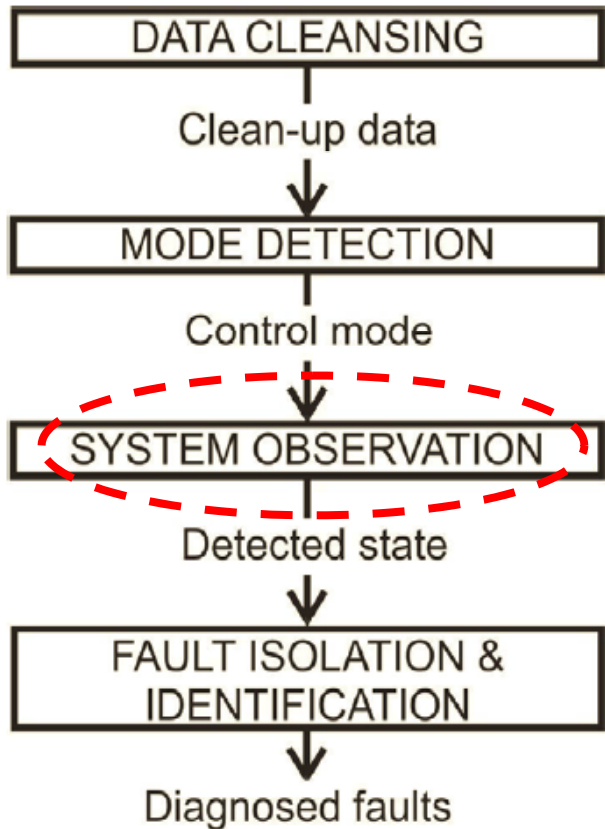 DATA CLEANSING
Clean-up data
MODE DETECTION
Control mode
SYSTEM OBSERVATION
Detected state
FAULT ISOLATION &
IDENTIFICATION
Diagnosed faults